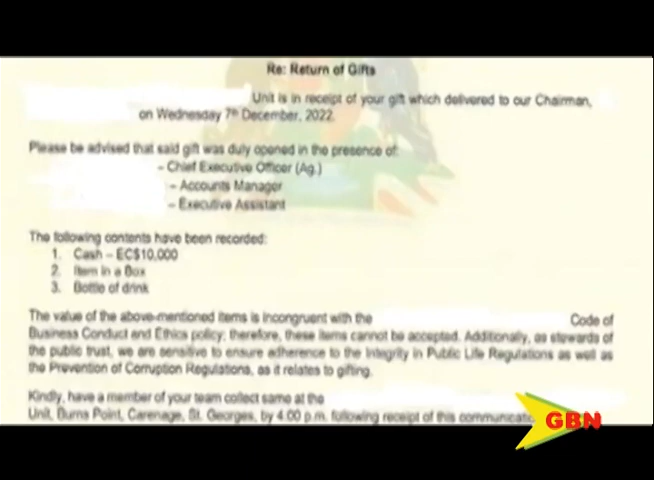 Re: Return of Gifts
Unit is in receipt of your gift which delivered to our Chairman,
on Wednesday 7th December, 2022.
Please be advised that said gift was duly opened in the presence of:
- Chief Executive Officer (Ag.)
- Accounts Manager
- Executive Assistant
The following contents have been recorded:
1. Cash – EC$10,000
2. Item in a Box
3. Bottle of drink
The value of the above-mentioned items is incongruent with the Code of
Business Conduct and Ethics policy; therefore, these items cannot be accepted. Additionally, as stewards of
the public trust, we are sensitive to ensure adherence to the Integrity in Public Life Regulations as well as
the Prevention of Corruption Regulations, as it relates to gifting.
Kindly, have a member of your team collect same at the
Unit, Burns Point, Carenage, St. Georges, by 4:00 p.m. following receipt of this communicatio
GBN